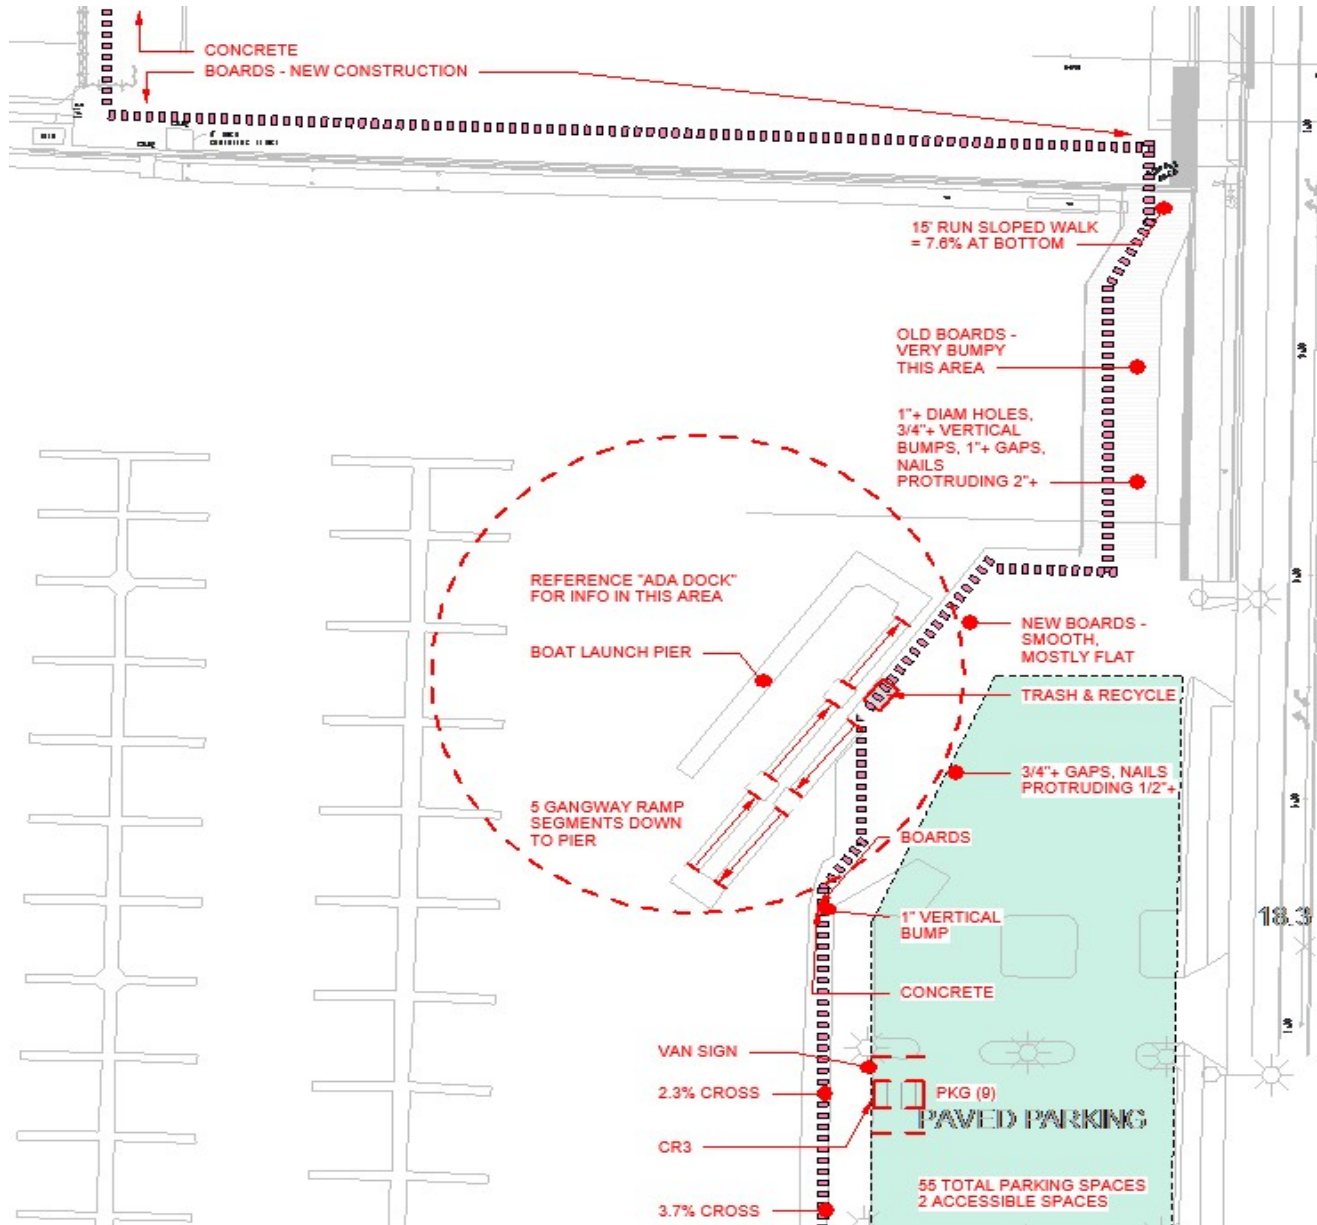 CONCRETE
BOARDS - NEW CONSTRUCTION
15' RUN SLOPED WALK
= 7.6% AT BOTTOM
OLD BOARDS -
VERY BUMPY
THIS AREA
1"+ DIAM HOLES,
3/4"+ VERTICAL
BUMPS, 1"+ GAPS,
NAILS
PROTRUDING 2"+
REFERENCE "ADA DOCK"
FOR INFO IN THIS AREA
BOAT LAUNCH PIER
NEW BOARDS -
SMOOTH,
MOSTLY FLAT
TRASH & RECYCLE
3/4"+ GAPS, NAILS
PROTRUDING 1/2"+
5 GANGWAY RAMP
SEGMENTS DOWN
TO PIER
BOARDS
1" VERTICAL
BUMP
18.3
CONCRETE
VAN SIGN
2.3% CROSS
PKG (9)
PAVED PARKING
CR3
55 TOTAL PARKING SPACES
2 ACCESSIBLE SPACES
3.7% CROSS